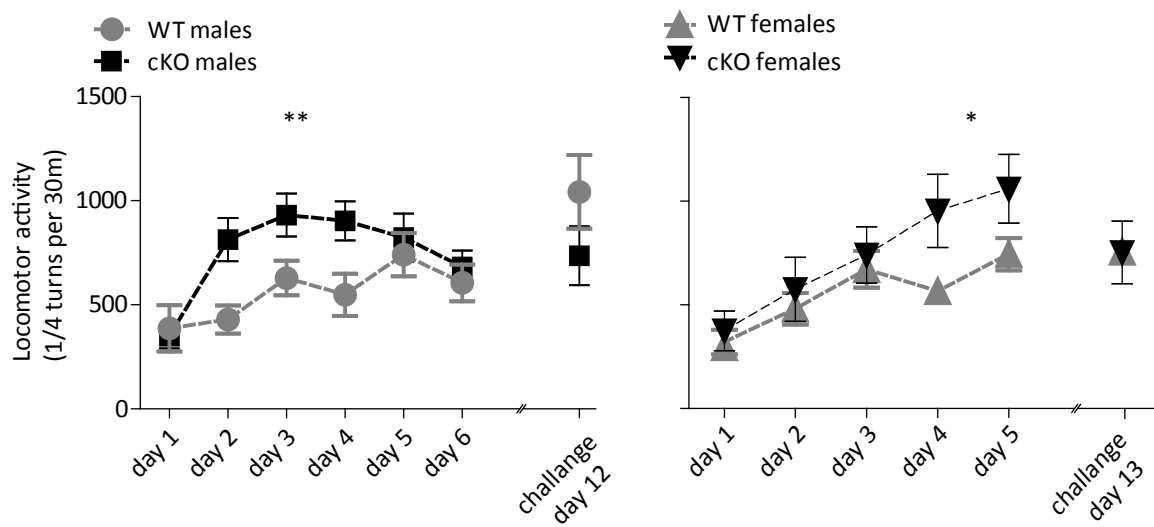 WT males
cKO males
WT females
cKO females
Locomotor activity
(1/4 turns per 30m)
1500
1000
500
0
**
*
day 1
day 2
day 3
day 4
day 5
day 6
challange
day 12
day 1
day 2
day 3
day 4
day 5
challange
day 13